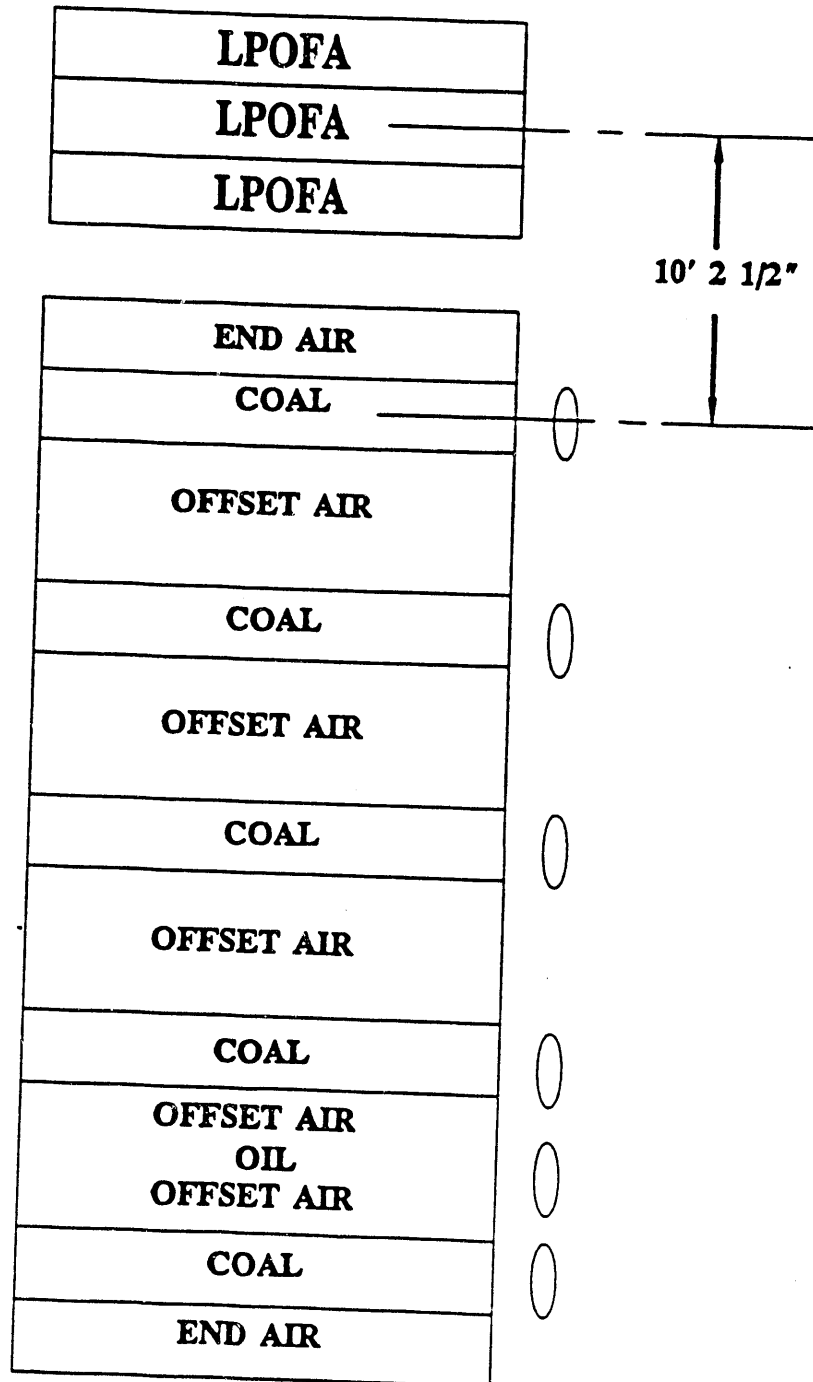 LPOFA
LPOFA
LPOFA
10' 2 1/2"
END AIR
COAL
OFFSET AIR
COAL
OFFSET AIR
COAL
OFFSET AIR
COAL
OFFSET AIR
OIL
OFFSET AIR
COAL
END AIR